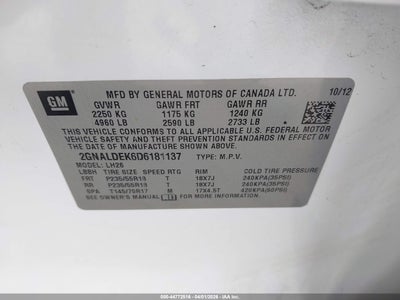 MFD BY GENERAL MOTORS OF CANADA LTD. 10/12
GM
GVWR GAWR FRT GAWR RR
2250 KG 1175 KG 1240 KG
4960 LB 2590 LB 2733 LB
THIS VEHICLE CONFORMS TO ALL APPLICABLE U.S. FEDERAL MOTOR
VEHICLE SAFETY AND THEFT PREVENTION STANDARDS IN EFFECT ON THE DATE OF
MANUFACTURE SHOWN ABOVE.
2GNALDEK6D6181137 TYPE: M.P.V.
MODEL: LH26
TIRE SIZE SPEED RTG RIM COLD TIRE PRESSURE
FRT P235/55R18 T 18X7J 240KPA(35PSI)
RR P235/55R18 T 18X7J 240KPA(35PSI)
SPA T145/70R17 M 17X4.5T 420KPA(60PSI)
SEE OWNER'S MANUAL FOR MORE INFORMATION.